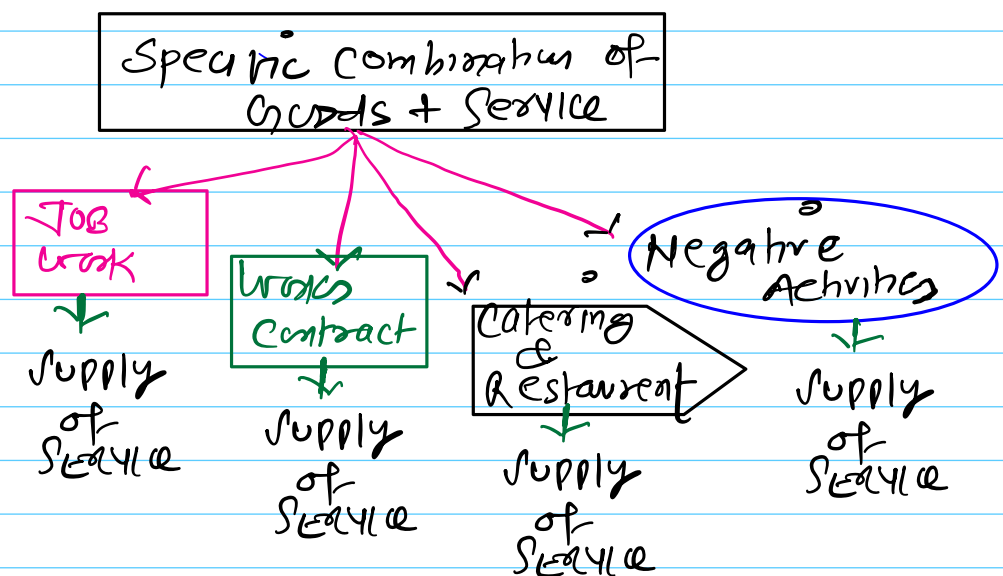 Specific Combination of
Goods + Service
JOB
work
Supply
of
SERVICE
Works
Contract
Supply
of
SERVICE
Catering
&
Restaurent
Supply
of
SERVICE
Negative
Activities
Supply
of
SERVICE